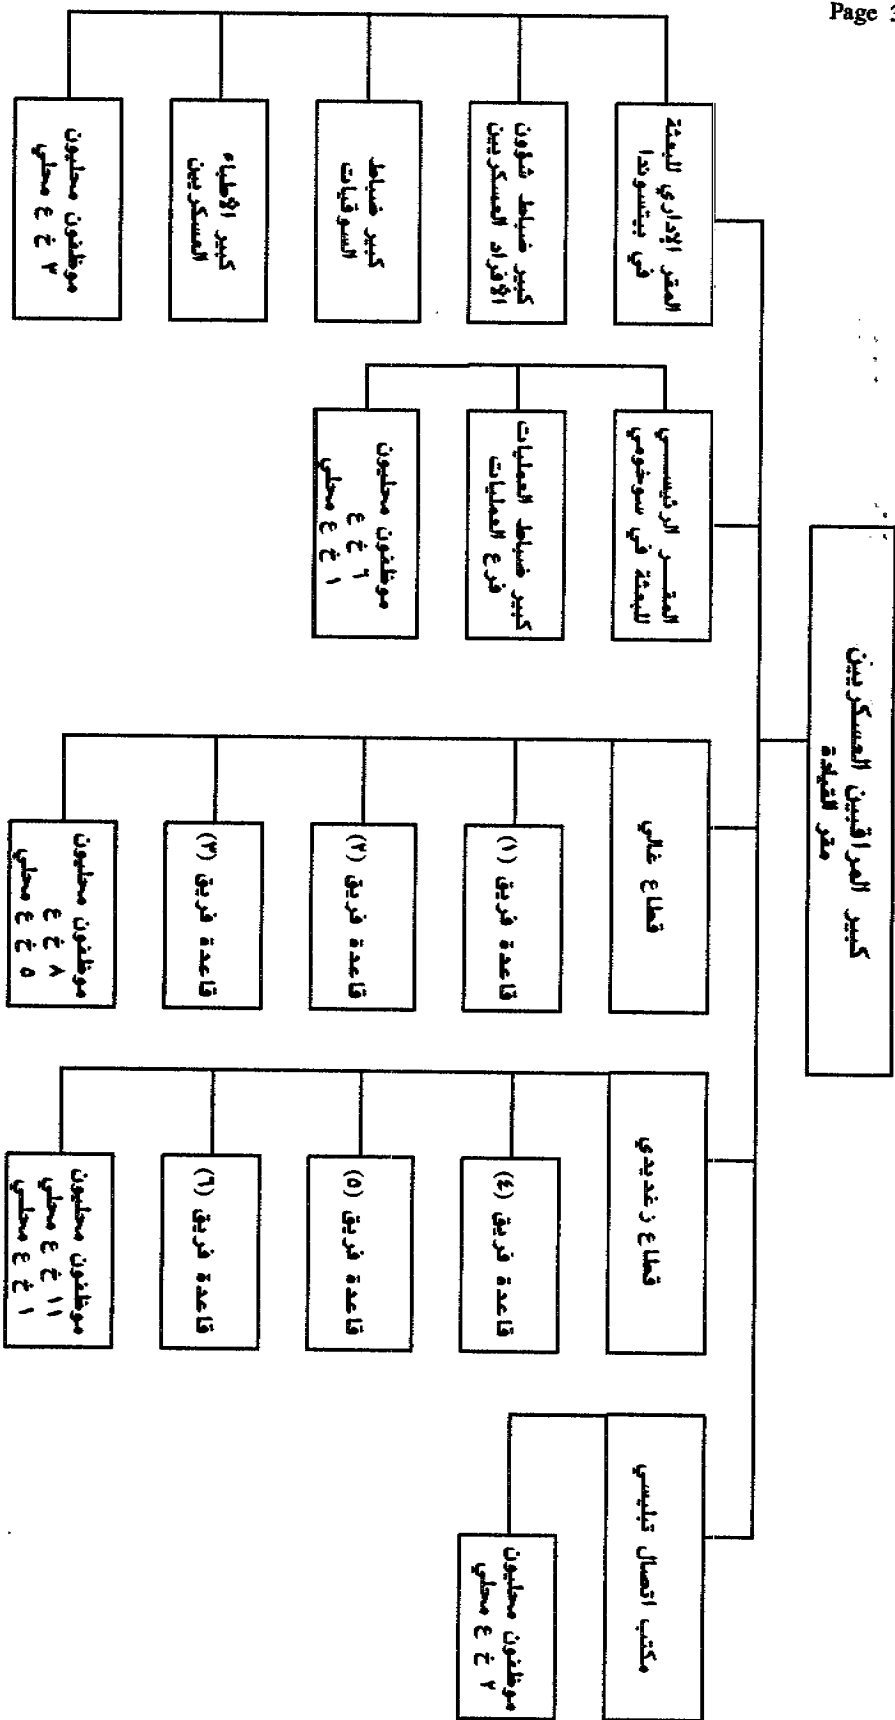 Page 3
كبير المراقبين العسكريين
مقر القيادة
المقر الإداري للبعثة
في بيتسوندا
كبير ضباط شؤون
الأفراد العسكريين
كبير ضباط
السوقيات
كبير الأطباء
العسكريين
موظفون محليون
٣ خ ع محلي
المقــر الرئيســي
للبعثة في سوخومي
كبير ضباط العمليات
فرع العمليات
موظفون محليون
٦ خ ع
١ خ ع محلي
قطاع غالي
قاعدة فريق (١)
قاعدة فريق (٢)
قاعدة فريق (٣)
موظفون محليون
٨ خ ع
٥ خ ع محلي
قطاع زغديدي
قاعدة فريق (٤)
قاعدة فريق (٥)
قاعدة فريق (٦)
موظفون محليون
١١ خ ع محلي
١ خ ع محلي
مكتب اتصال تبليسي
موظفون محليون
٢ خ ع محلي